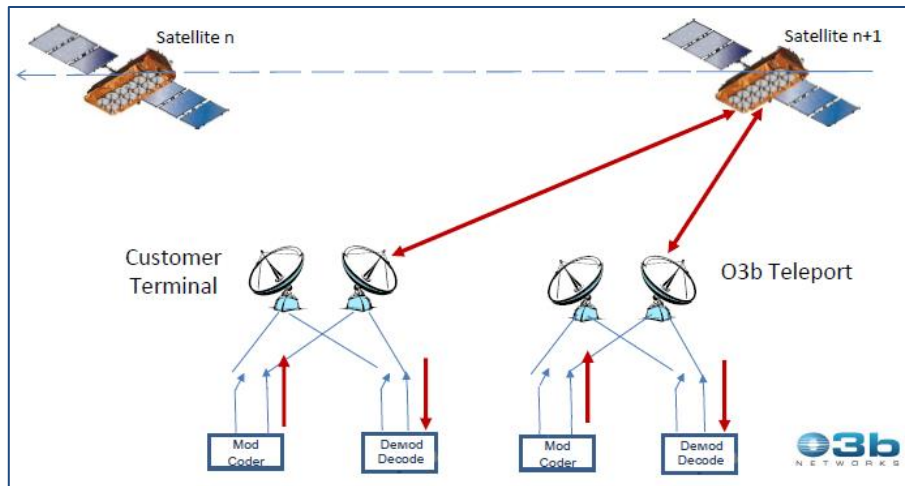 Satellite n
Satellite n+1
Customer
Terminal
O3b Teleport
Mod
Coder
Demod
Decode
Mod
Coder
Demod
Decode
O3b
NETWORKS